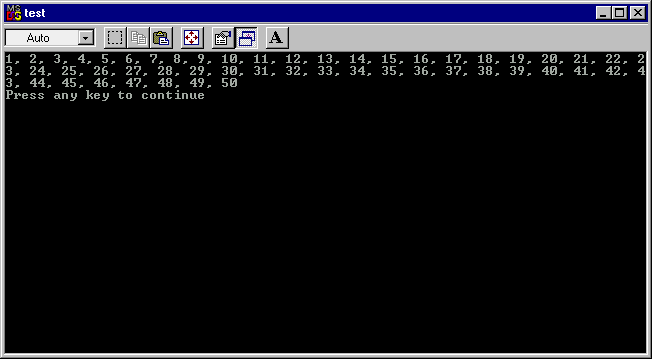 MS
DOS
test
Auto
A
1, 2, 3, 4, 5, 6, 7, 8, 9, 10, 11, 12, 13, 14, 15, 16, 17, 18, 19, 20, 21, 22, 2
3, 24, 25, 26, 27, 28, 29, 30, 31, 32, 33, 34, 35, 36, 37, 38, 39, 40, 41, 42, 4
3, 44, 45, 46, 47, 48, 49, 50
Press any key to continue